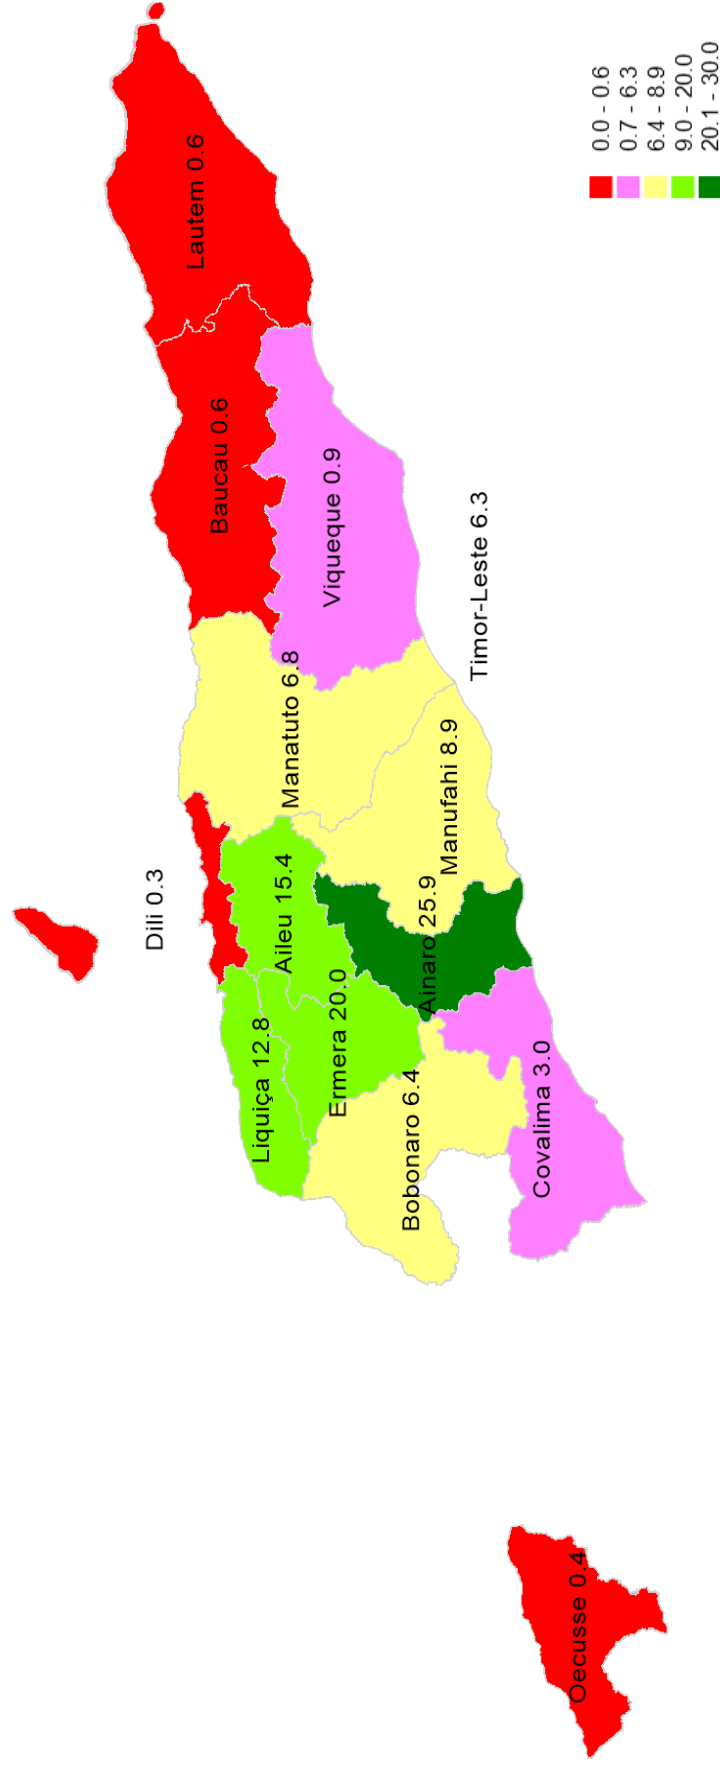 Dili 0.3
Lautem 0.6
Baucau 0.6
Liquiça 12.8
Aileu 15.4
Manatuto 6.8
Viqueque 0.9
Ermera 20.0
Bobonaro 6.4
Ainaro 25.9
Manufahi 8.9
Timor-Leste 6.3
Covalima 3.0
Oecusse 0.4
0.0 - 0.6
0.7 - 6.3
6.4 - 8.9
9.0 - 20.0
20.1 - 30.0